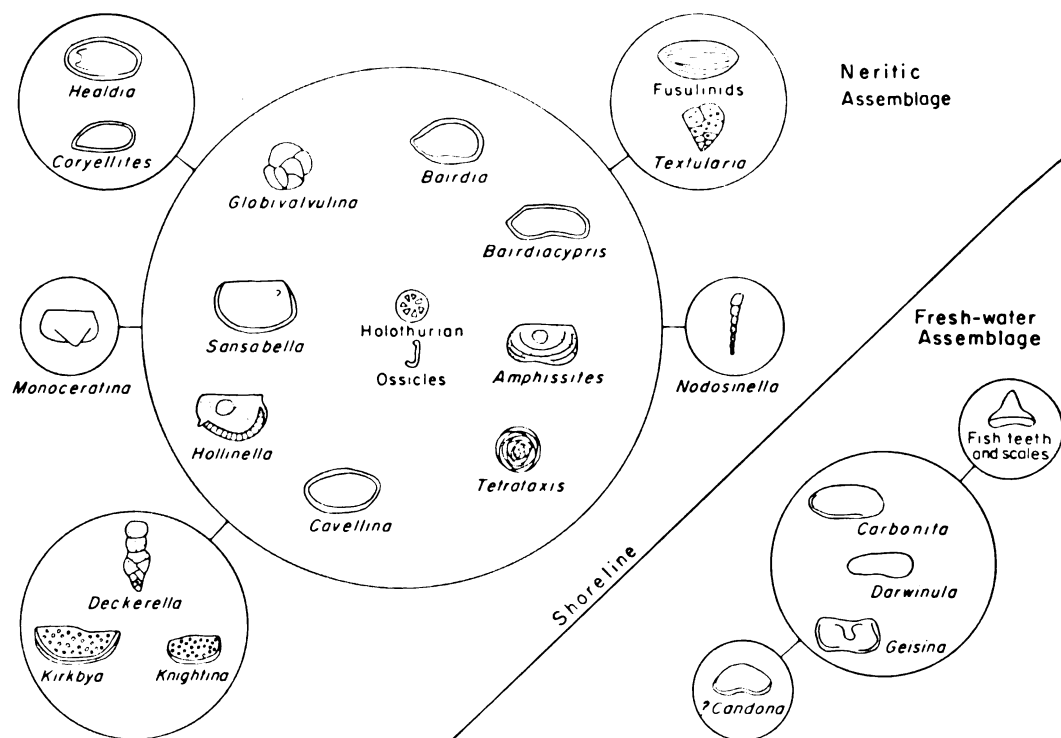 Neritic
Assemblage
Healdia
Coryellites
Fusulinids
Textularia
Globivalvulina
Bairdia
Bairdiacypris
Sansabella
Holothurian
Ossicles
Amphissites
Monoceratina
Nodosinella
Hollinella
Tetrataxis
Cavellina
Deckerella
Kirkbya
Knightina
Shoreline
Fresh-water
Assemblage
Fish teeth
and scales
Carbonita
Darwinula
Geisina
?Candona